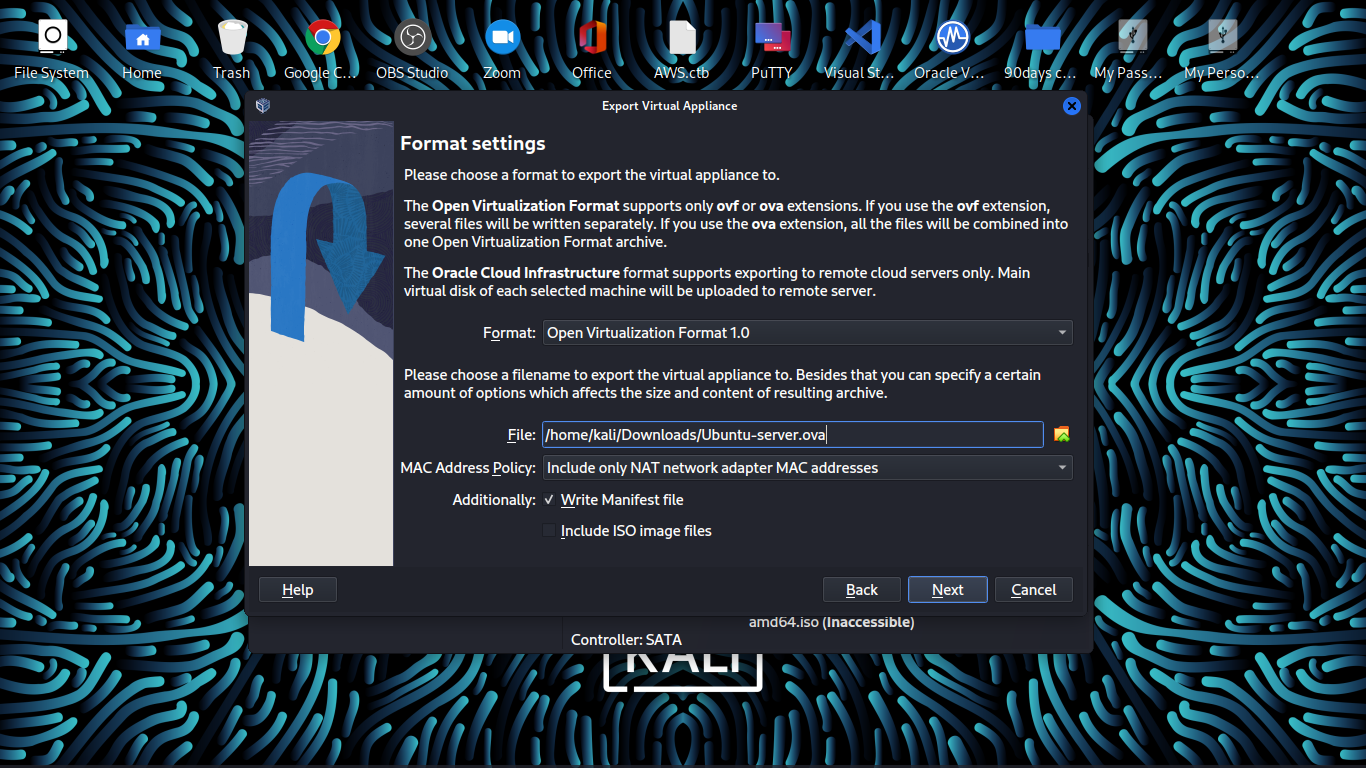 File System
Home
Trash
Google C...
OBS Studio
Zoom
Office
AWS.ctb
PuTTY
Visual St...
Oracle V...
90days c...
My Pass...
My Perso...
Export Virtual Appliance
Format settings
Please choose a format to export the virtual appliance to.
The Open Virtualization Format supports only ovf or ova extensions. If you use the ovf extension,
several files will be written separately. If you use the ova extension, all the files will be combined into
one Open Virtualization Format archive.
The Oracle Cloud Infrastructure format supports exporting to remote cloud servers only. Main
virtual disk of each selected machine will be uploaded to remote server.
Format: Open Virtualization Format 1.0
Please choose a filename to export the virtual appliance to. Besides that you can specify a certain
amount of options which affects the size and content of resulting archive.
File: /home/kali/Downloads/Ubuntu-server.ova
MAC Address Policy: Include only NAT network adapter MAC addresses
Additionally: Write Manifest file
Include ISO image files
Help
Back
Next
Cancel
amd64.iso (Inaccessible)
Controller: SATA
KALI